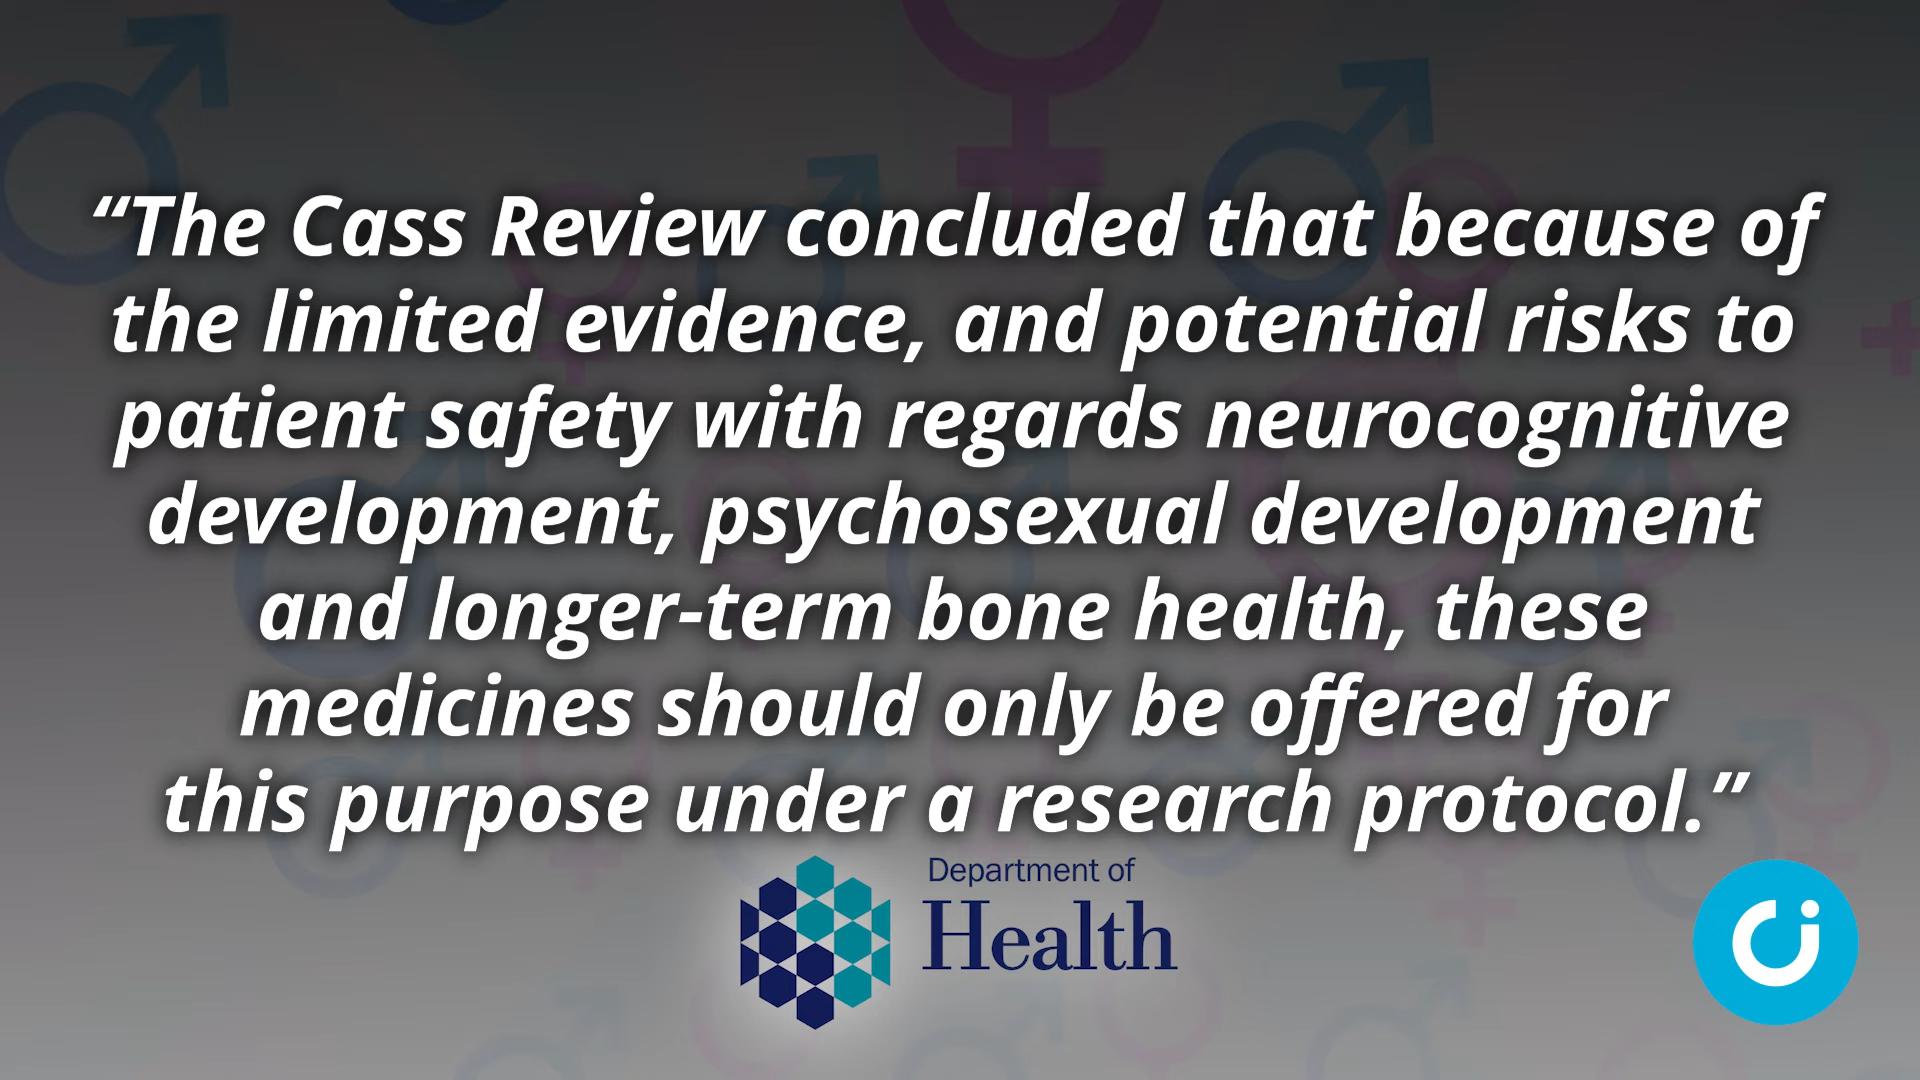 “The Cass Review concluded that because of
the limited evidence, and potential risks to
patient safety with regards neurocognitive
development, psychosexual development
and longer-term bone health, these
medicines should only be offered for
this purpose under a research protocol.”
Department of
Health